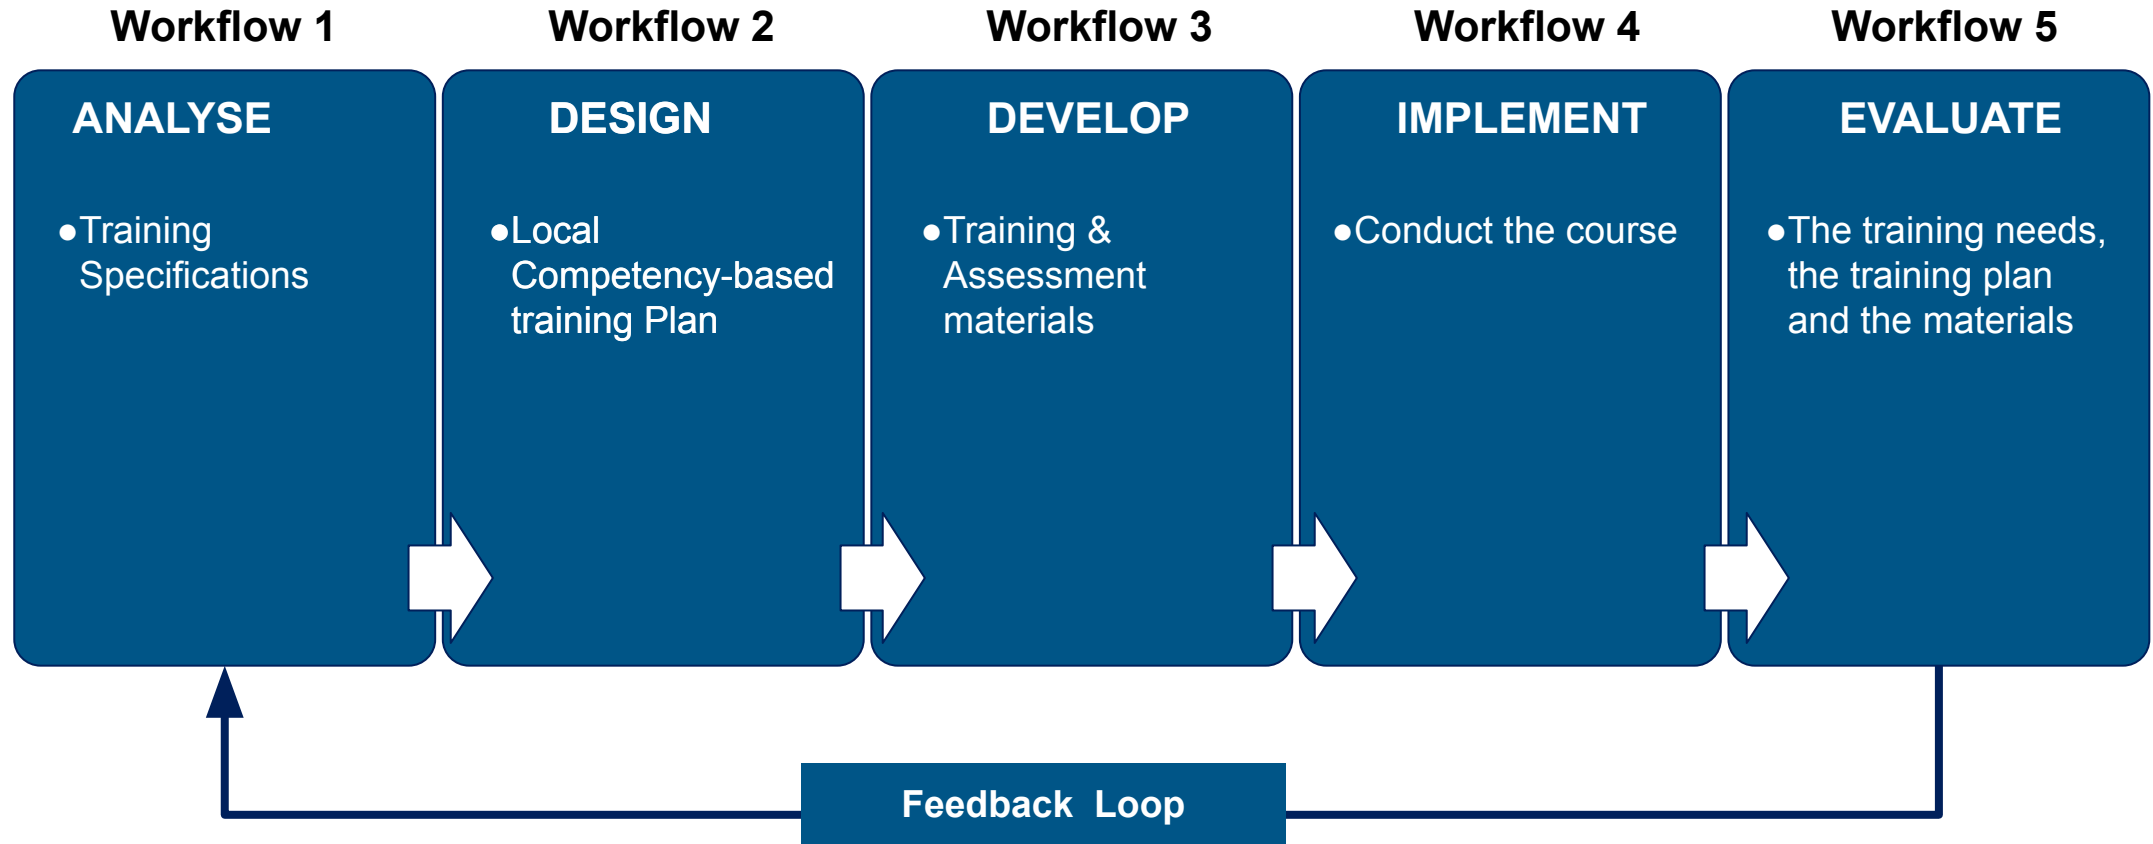 Workflow 1
Workflow 2
Workflow 3
Workflow 4
Workflow 5
ANALYSE
●Training
Specifications
DESIGN
●Local
Competency-based
training Plan
DEVELOP
●Training &
Assessment
materials
IMPLEMENT
●Conduct the course
EVALUATE
●The training needs,
the training plan
and the materials
Feedback Loop